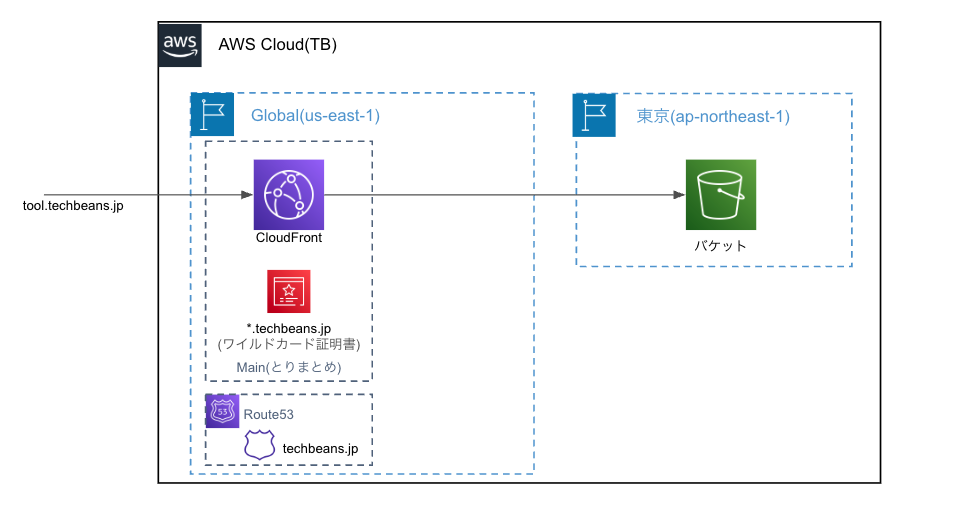 aws
AWS Cloud(TB)
Global(us-east-1)
東京(ap-northeast-1)
tool.techbeans.jp
CloudFront
バケット
*.techbeans.jp
(ワイルドカード証明書)
Main(とりまとめ)
53
Route53
techbeans.jp